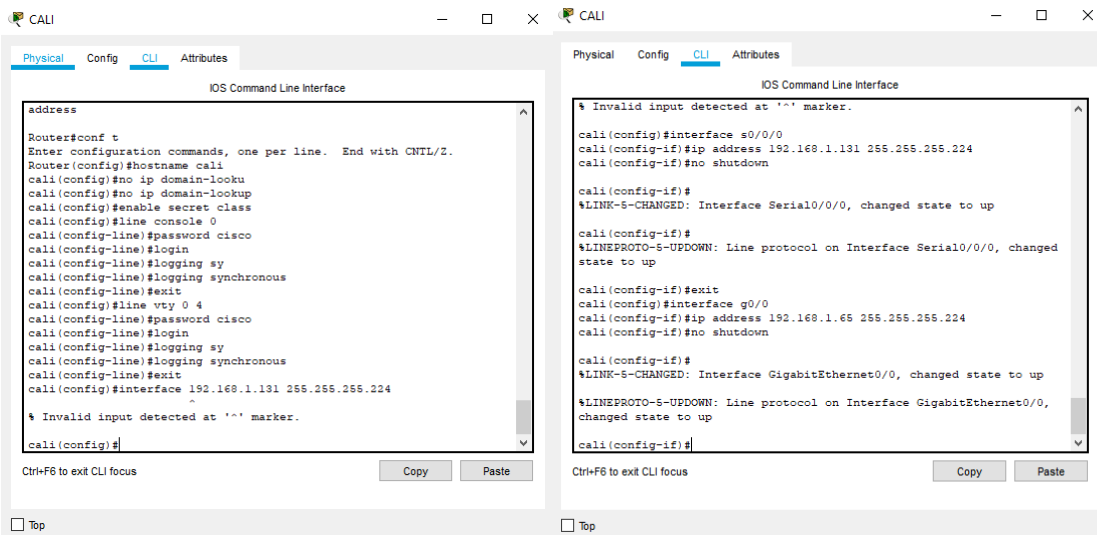 CALI
Physical Config CLI Attributes
IOS Command Line Interface
address
Router#conf t
Enter configuration commands, one per line.  End with CNTL/Z.
Router(config)#hostname cali
cali(config)#no ip domain-looku
cali(config)#no ip domain-lookup
cali(config)#enable secret class
cali(config)#line console 0
cali(config-line)#password cisco
cali(config-line)#login
cali(config-line)#logging sy
cali(config-line)#logging synchronous
cali(config-line)#exit
cali(config)#line vty 0 4
cali(config-line)#password cisco
cali(config-line)#login
cali(config-line)#logging sy
cali(config-line)#logging synchronous
cali(config-line)#exit
cali(config)#interface 192.168.1.131 255.255.255.224
^
% Invalid input detected at '^' marker.
cali(config)#
Ctrl+F6 to exit CLI focus
Copy Paste
Top
CALI
Physical Config CLI Attributes
IOS Command Line Interface
% Invalid input detected at '^' marker.
cali(config)#interface s0/0/0
cali(config-if)#ip address 192.168.1.131 255.255.255.224
cali(config-if)#no shutdown
cali(config-if)#
%LINK-5-CHANGED: Interface Serial0/0/0, changed state to up
cali(config-if)#
%LINEPROTO-5-UPDOWN: Line protocol on Interface Serial0/0/0, changed
state to up
cali(config-if)#exit
cali(config)#interface g0/0
cali(config-if)#ip address 192.168.1.65 255.255.255.224
cali(config-if)#no shutdown
cali(config-if)#
%LINK-5-CHANGED: Interface GigabitEthernet0/0, changed state to up
%LINEPROTO-5-UPDOWN: Line protocol on Interface GigabitEthernet0/0,
changed state to up
cali(config-if)#
Ctrl+F6 to exit CLI focus
Copy Paste
Top